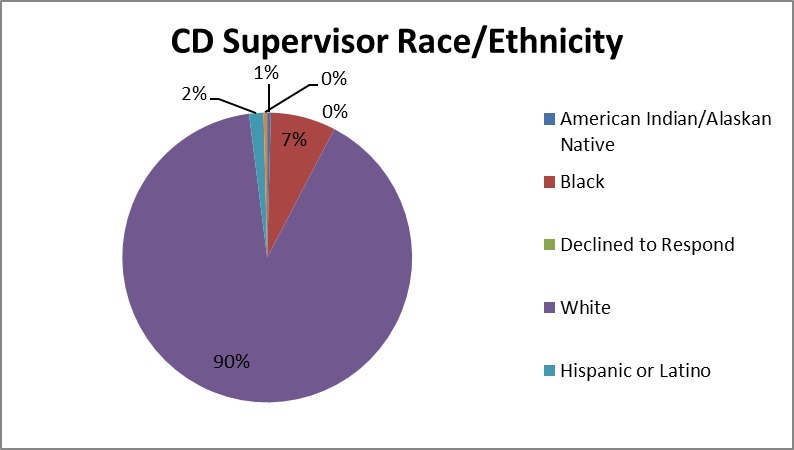 CD Supervisor Race/Ethnicity
1%
0%
2%
0%
7%
90%
American Indian/Alaskan
Native
Black
Declined to Respond
White
Hispanic or Latino